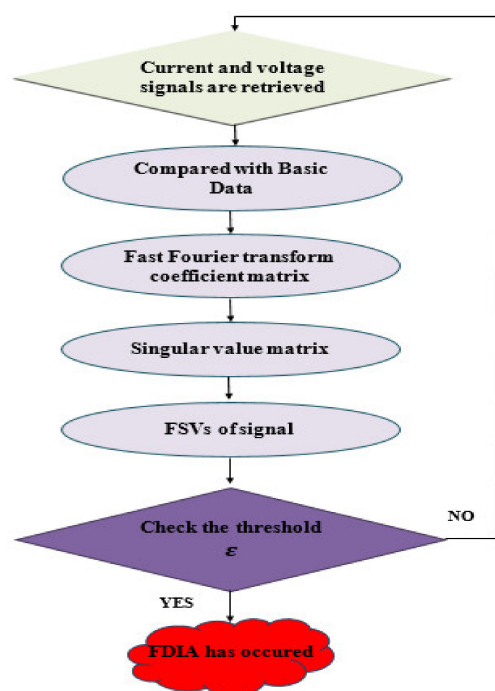 Current and voltage
signals are retrieved
Compared with Basic
Data
Fast Fourier transform
coefficient matrix
Singular value matrix
FSVs of signal
Check the threshold
ε
NO
YES
FDIA has occured